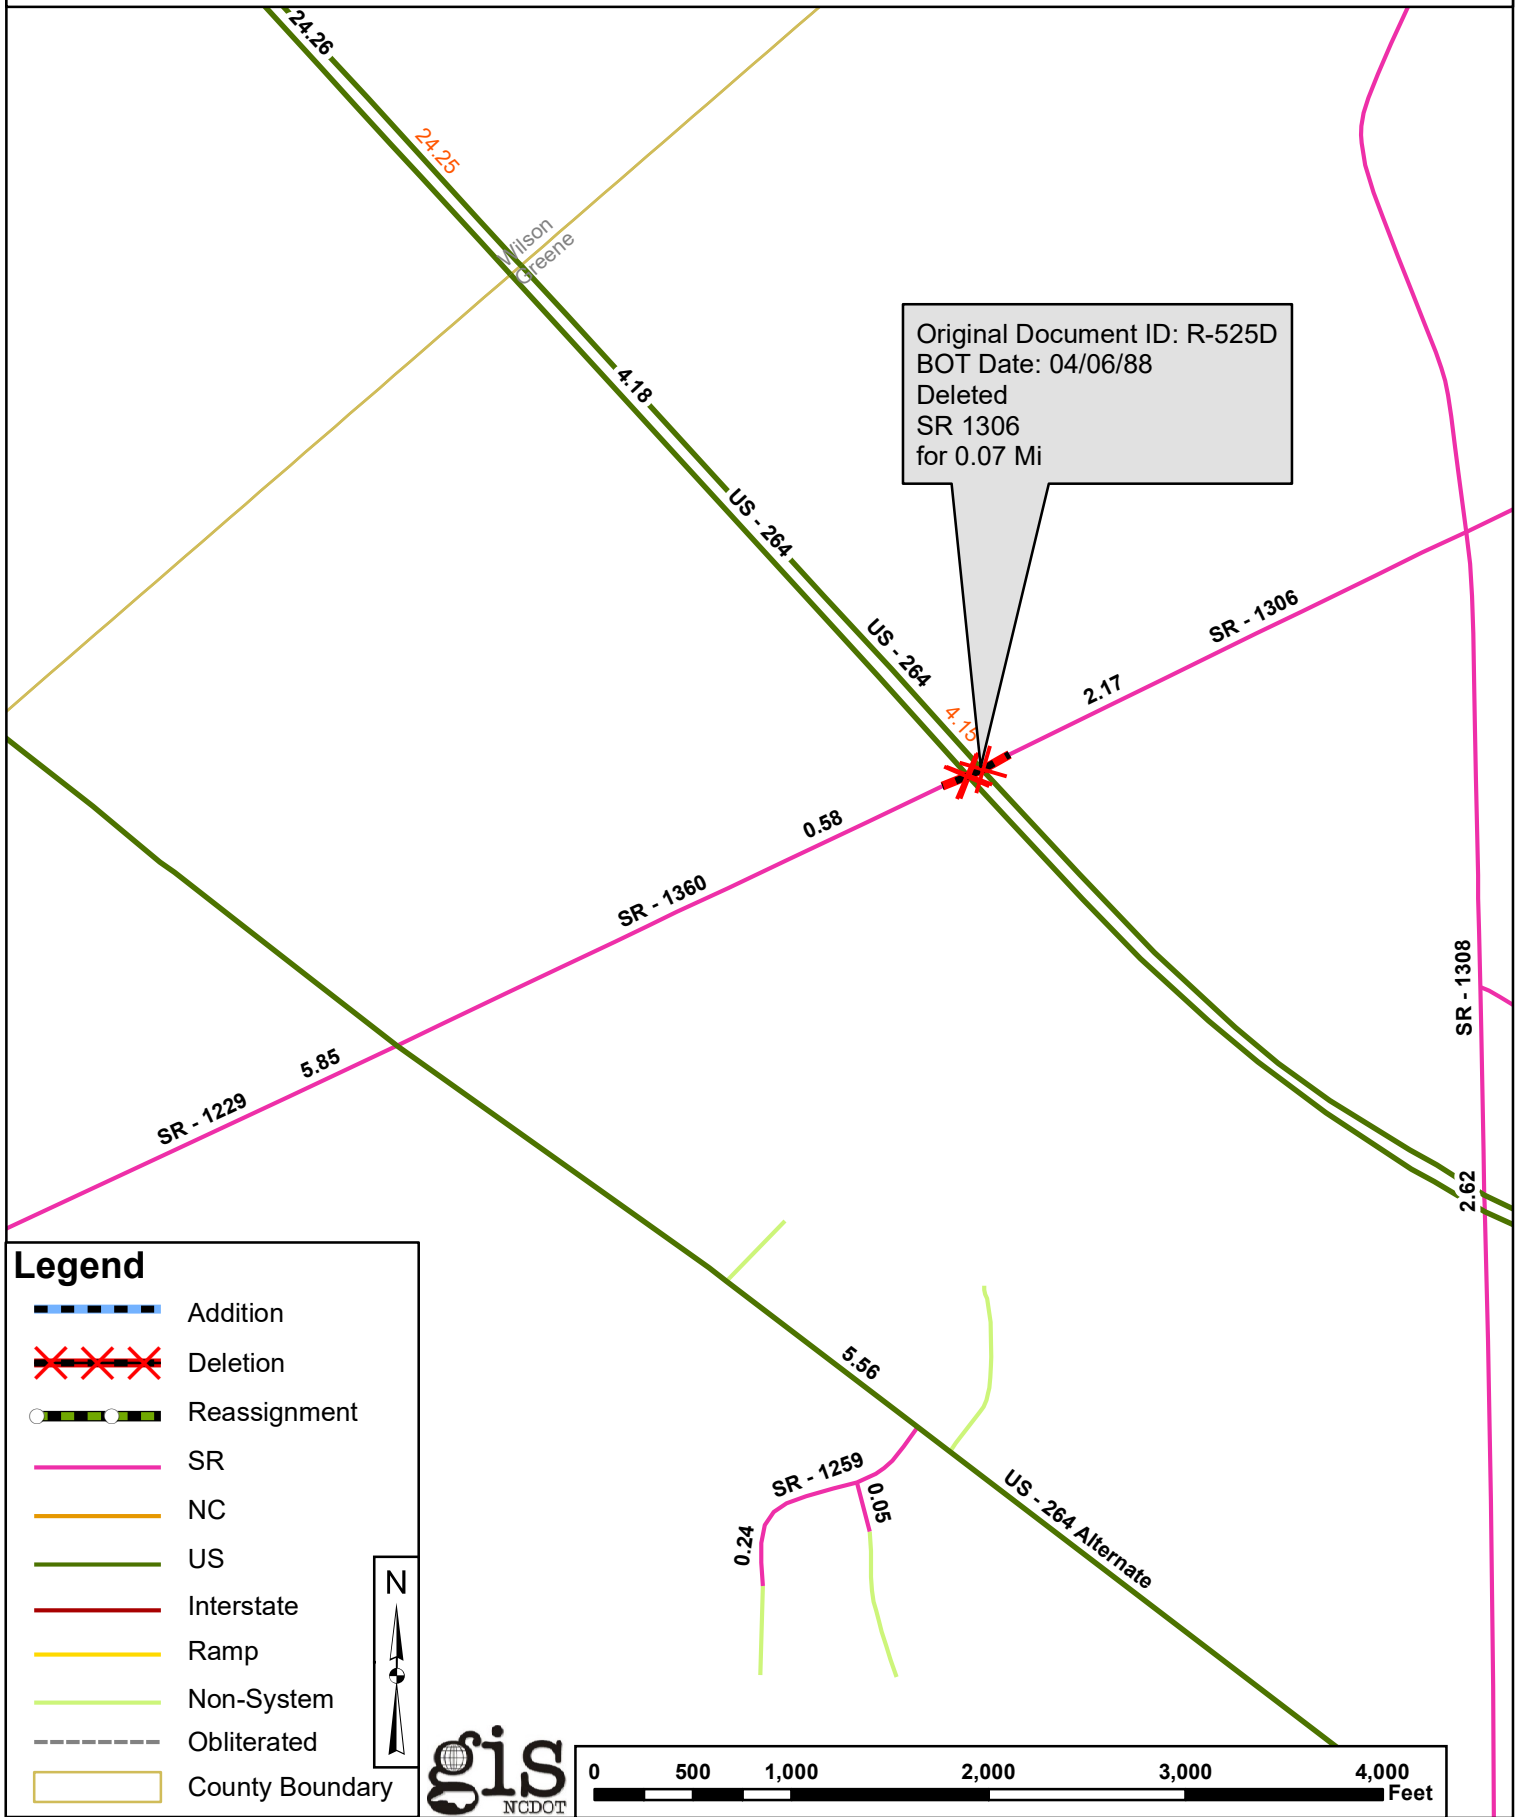 24.26
24.25
Wilson
Greene
4.18
Original Document ID: R-525D
BOT Date: 04/06/88
Deleted
SR 1306
for 0.07 Mi
US - 264
US - 264
4.15
SR - 1306
2.17
0.58
SR - 1360
5.85
SR - 1229
SR - 1308
2.62
5.56
SR - 1259
0.05
0.24
US - 264 Alternate
Legend
Addition
Deletion
Reassignment
SR
NC
US
Interstate
Ramp
Non-System
Obliterated
County Boundary
N
gis
NCDOT
0 500 1,000 2,000 3,000 4,000
Feet